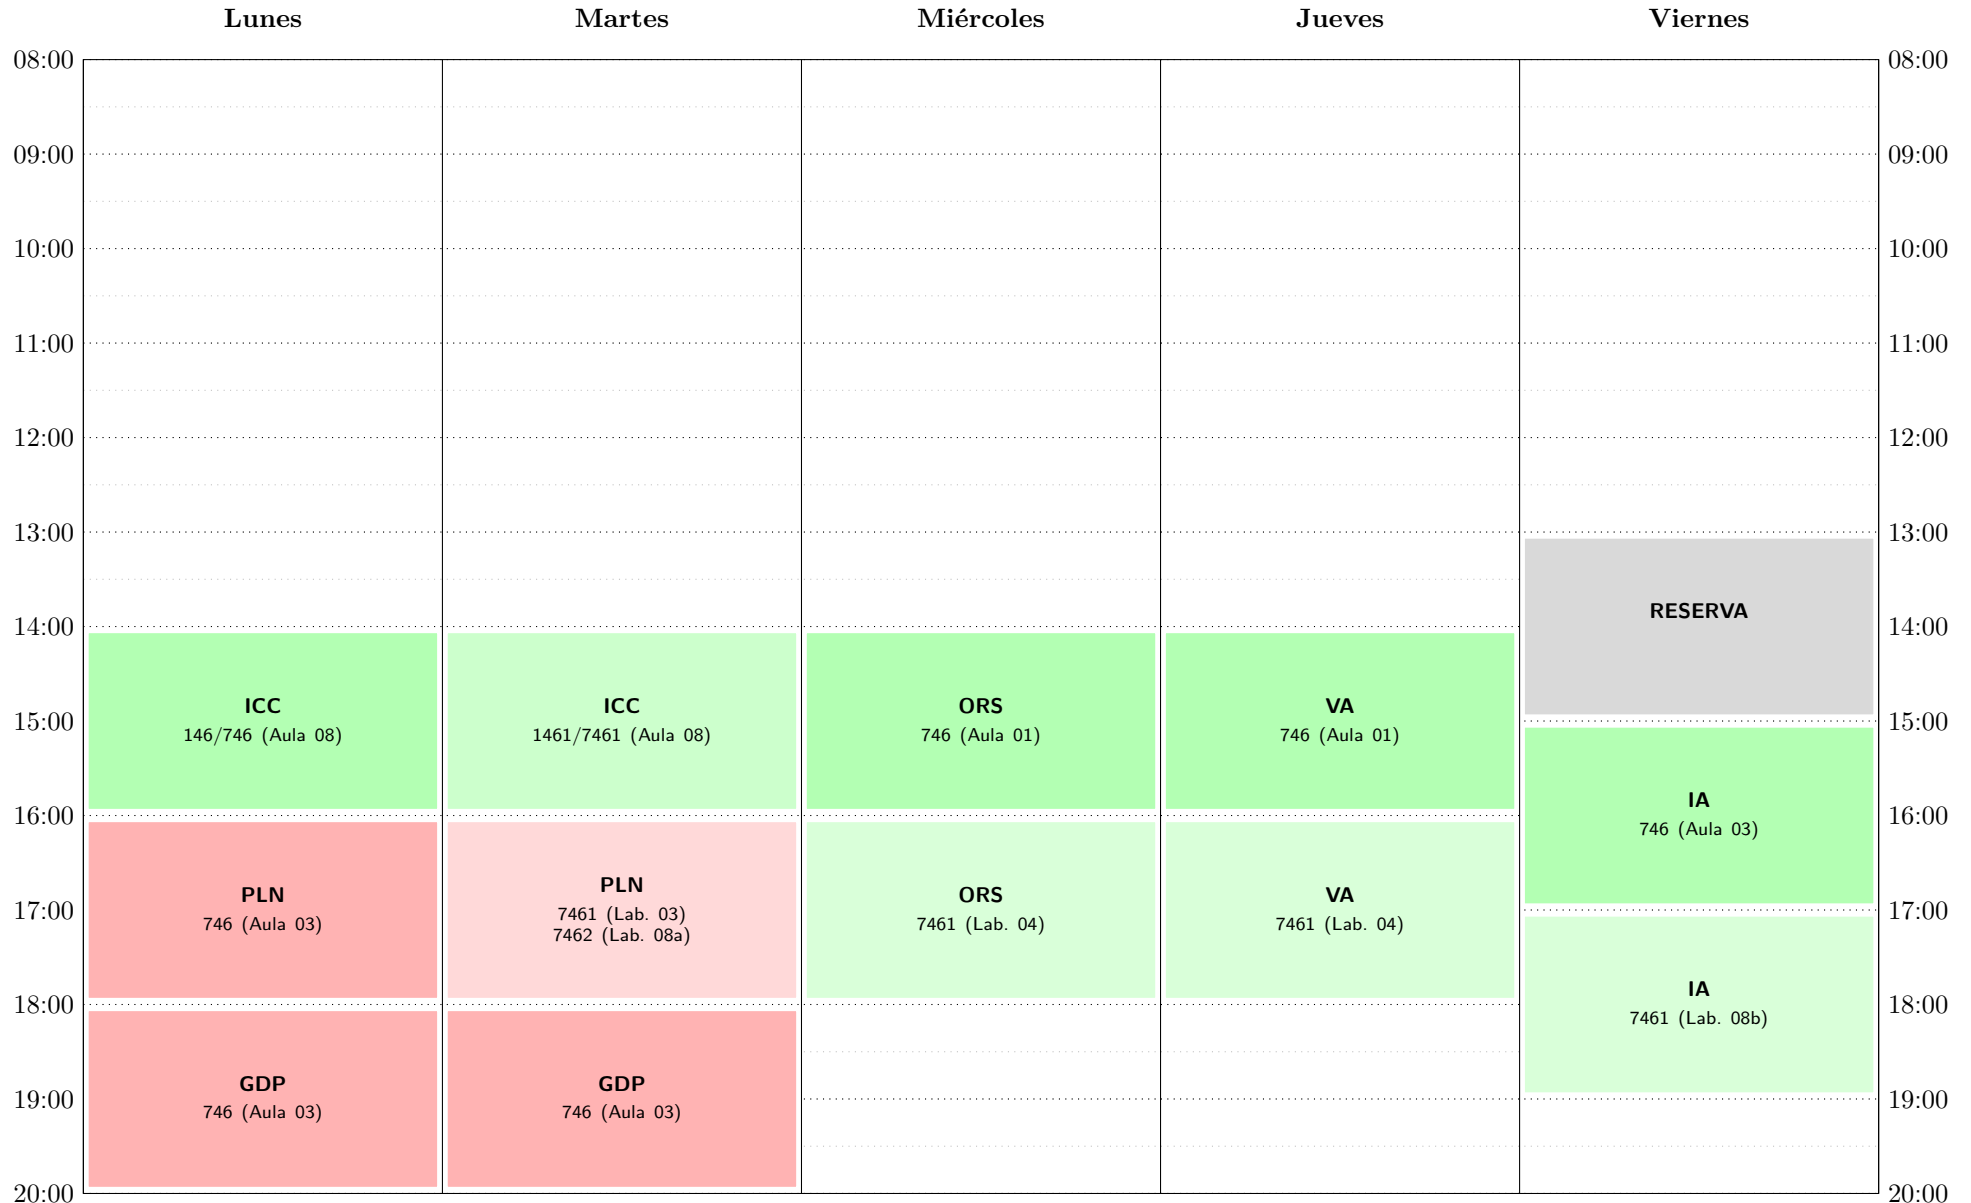 Lunes Martes Miércoles Jueves Viernes
08:00 08:00
09:00 09:00
10:00 10:00
11:00 11:00
12:00 12:00
13:00 13:00
RESERVA
14:00 14:00
ICC ICC ORS VA
15:00 15:00
146/746 (Aula 08) 1461/7461 (Aula 08) 746 (Aula 01) 746 (Aula 01)
IA
16:00 16:00
746 (Aula 03)
PLN PLN ORS VA
17:00 17:00
746 (Aula 03) 7461 (Lab. 03) 7461 (Lab. 04) 7461 (Lab. 04)
7462 (Lab. 08a)
IA
18:00 18:00
7461 (Lab. 08b)
GDP GDP
19:00 19:00
746 (Aula 03) 746 (Aula 03)
20:00 20:00